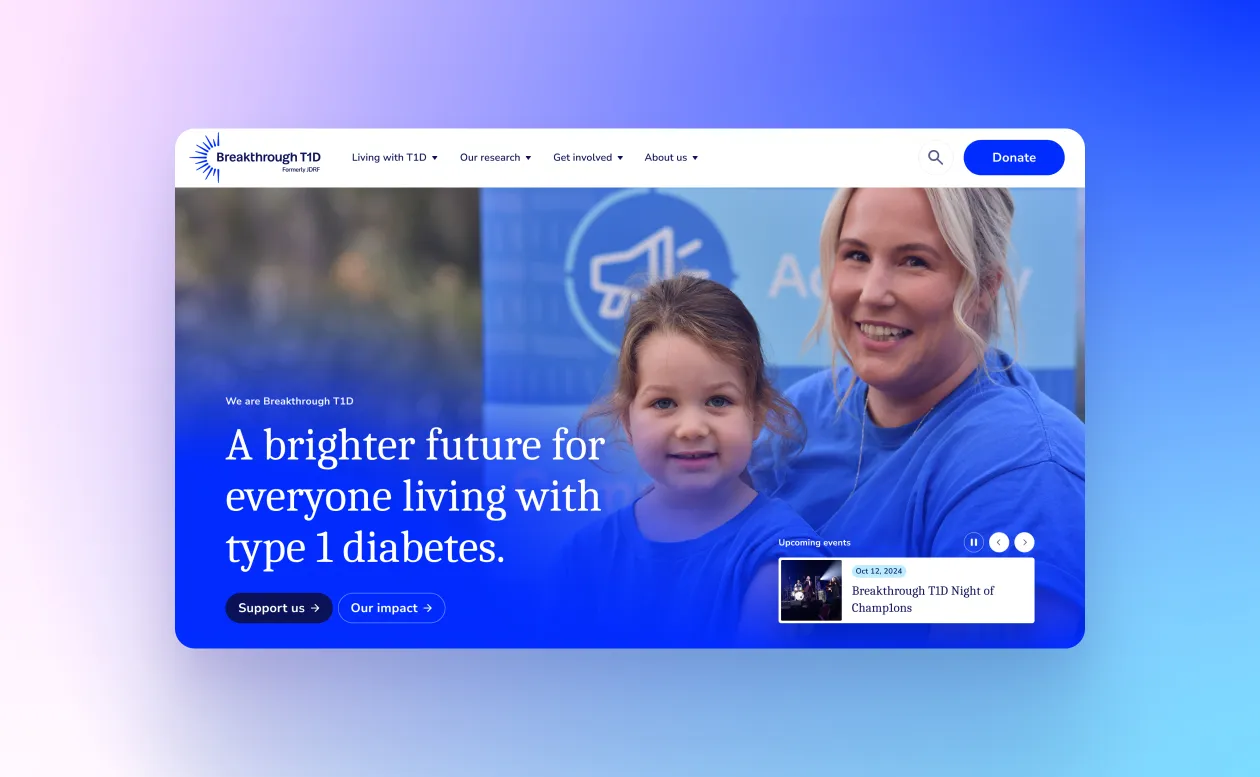 Breakthrough T1D
Formerly JDRF
Living with T1D
Our research
Get involved
About us
Donate
We are Breakthrough T1D
A brighter future for
everyone living with
type 1 diabetes.
Support us →
Our impact →
Upcoming events
Oct 12, 2024
Breakthrough T1D Night of
Champions